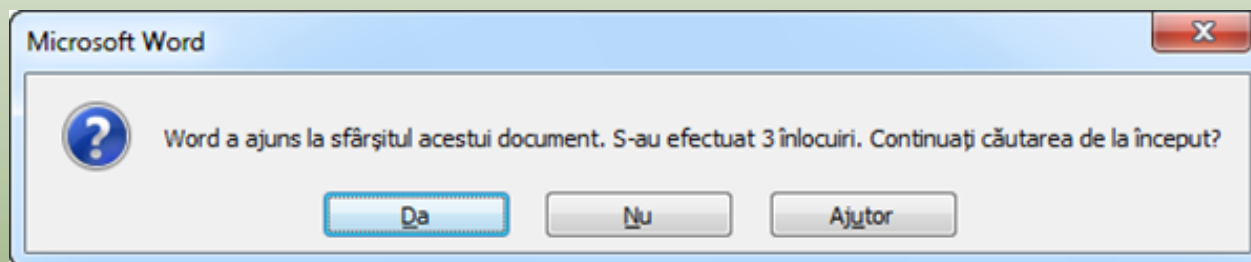 Microsoft Word
Word a ajuns la sfârşitul acestui document. S-au efectuat 3 înlocuiri. Continuaţi căutarea de la început?
Da Nu Ajutor